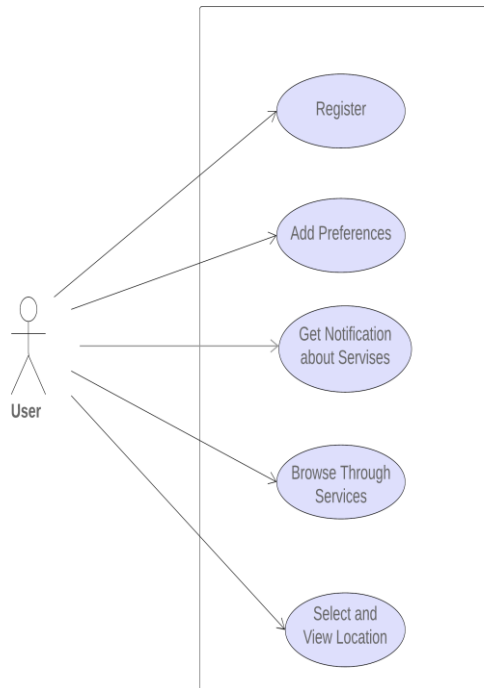 Register
Add Preferences
Get Notification
about Servises
User
Browse Through
Services
Select and
View Location